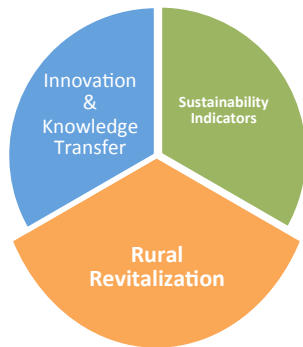 Innovation
&
Knowledge
Transfer
Sustainability
Indicators
Rural
Revitalization